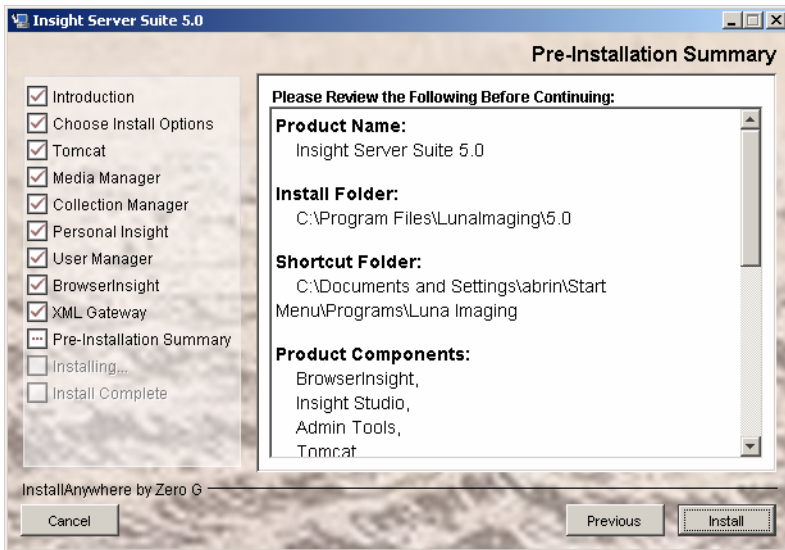 Insight Server Suite 5.0
Pre-Installation Summary
Introduction
Choose Install Options
Tomcat
Media Manager
Collection Manager
Personal Insight
User Manager
BrowserInsight
XML Gateway
Pre-Installation Summary
Installing...
Install Complete
Please Review the Following Before Continuing:
Product Name:
Insight Server Suite 5.0
Install Folder:
C:\Program Files\LunaImaging\5.0
Shortcut Folder:
C:\Documents and Settings\abrin\Start
Menu\Programs\Luna Imaging
Product Components:
BrowserInsight,
Insight Studio,
Admin Tools,
Tomcat
InstallAnywhere by Zero G
Cancel
Previous
Install